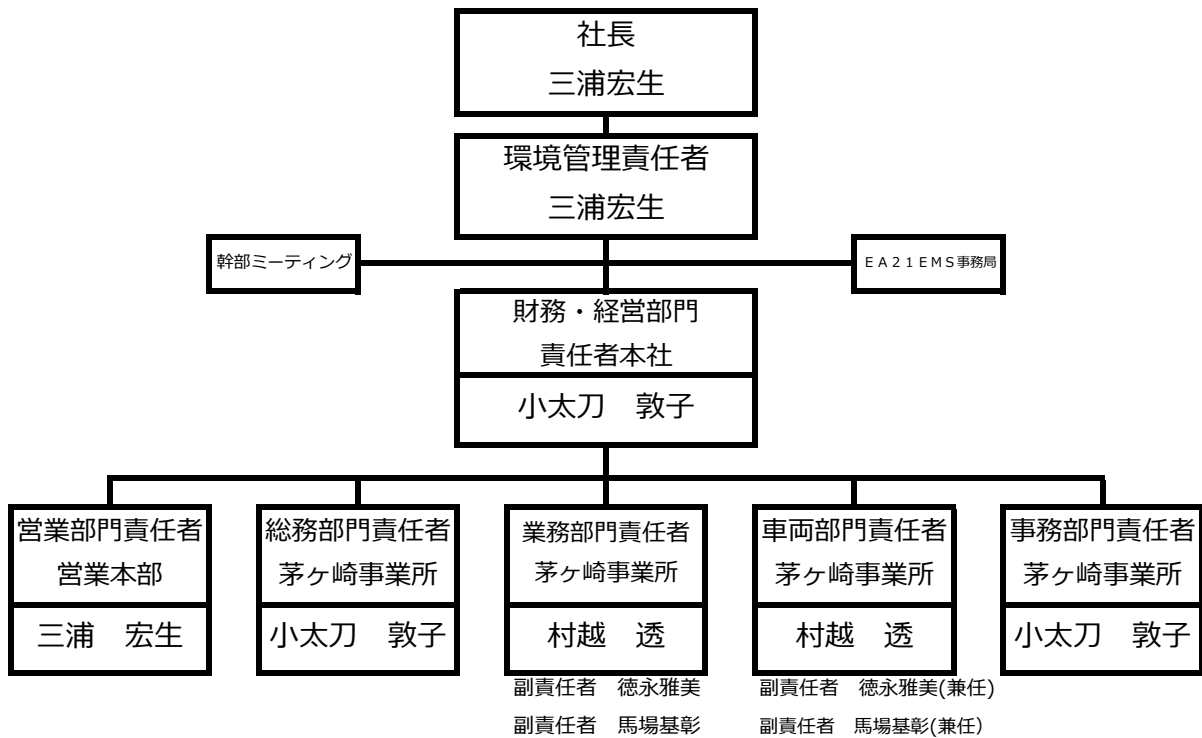 社長
三浦宏生
環境管理責任者
三浦宏生
幹部ミーティング
ＥＡ２１ＥＭＳ事務局
財務・経営部門
責任者本社
小太刀　敦子
営業部門責任者
営業本部
三浦　宏生
総務部門責任者
茅ヶ崎事業所
小太刀　敦子
業務部門責任者
茅ヶ崎事業所
村越　透
副責任者　徳永雅美
副責任者　馬場基彰
車両部門責任者
茅ヶ崎事業所
村越　透
副責任者　徳永雅美(兼任)
副責任者　馬場基彰(兼任）
事務部門責任者
茅ヶ崎事業所
小太刀　敦子